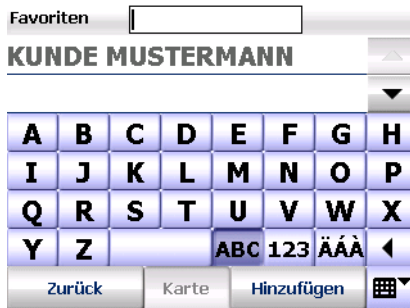 Favoriten
KUNDE MUSTERMANN
A B C D E F G H
I J K L M N O P
Q R S T U V W X
Y Z ABC 123 ÄÁÀ
Zurück Karte Hinzufügen